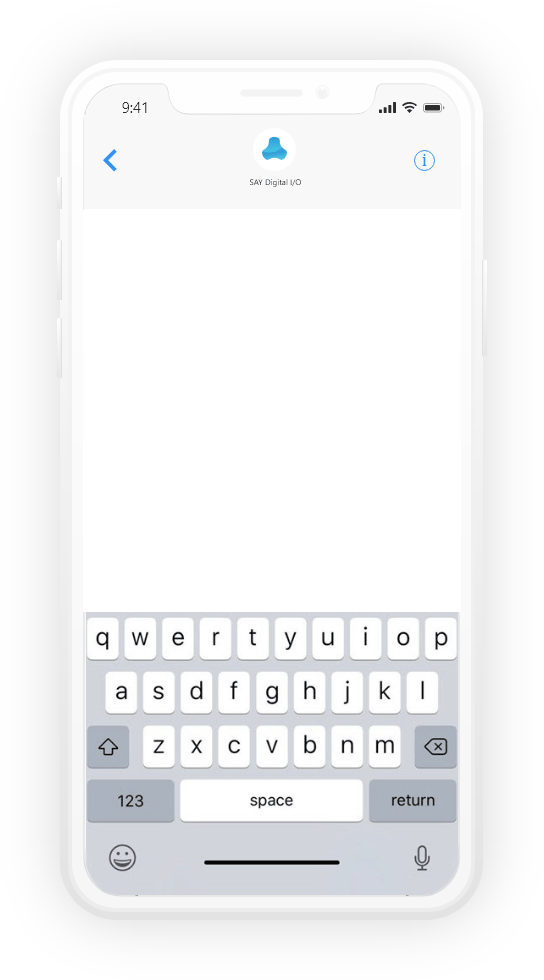 9:41
SAY Digital I/O
q w e r t y u i o p
a s d f g h j k l
z x c v b n m
123 space return